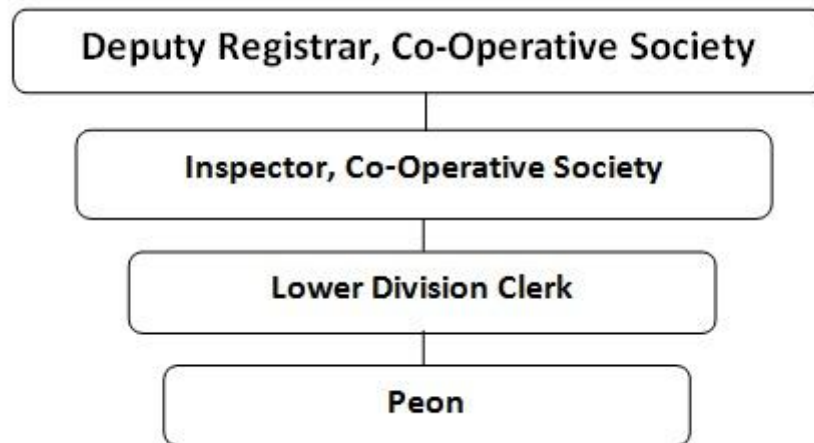 Deputy Registrar, Co-Operative Society
Inspector, Co-Operative Society
Lower Division Clerk
Peon